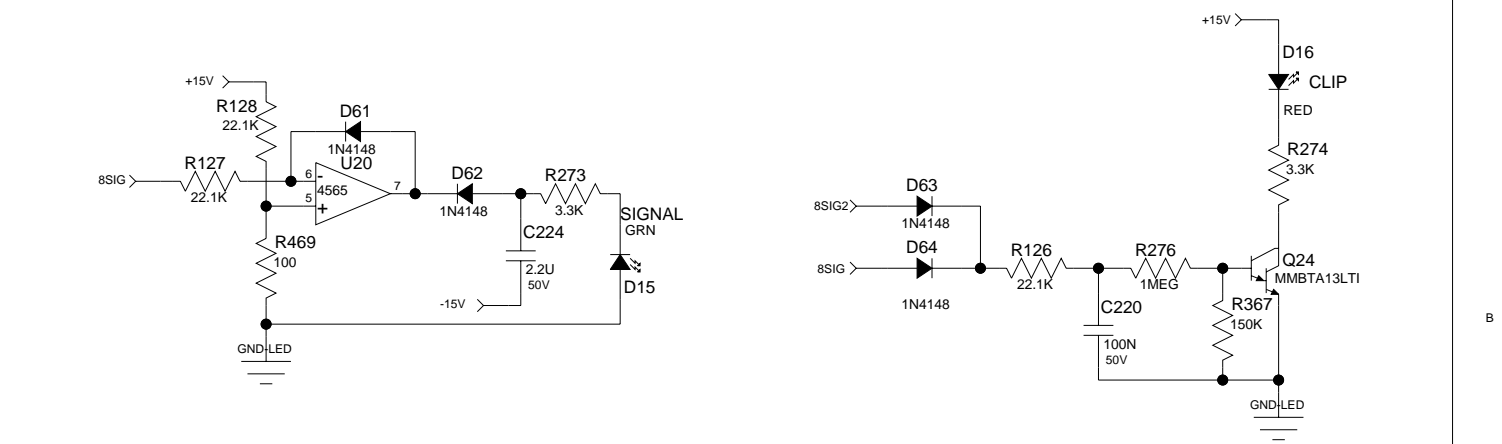 +15V
R128
22.1K
D61
1N4148
U20
8SIG
R127
22.1K
6
-
4565
7
5
+
D62
1N4148
R273
3.3K
SIGNAL
GRN
R469
100
C224
2.2U
50V
-15V
D15
GND-LED
+15V
D16
CLIP
RED
R274
3.3K
D63
8SIG2
1N4148
D64
8SIG
1N4148
R126
22.1K
R276
1MEG
Q24
MMBTA13LTI
C220
100N
50V
R367
150K
GND-LED
B